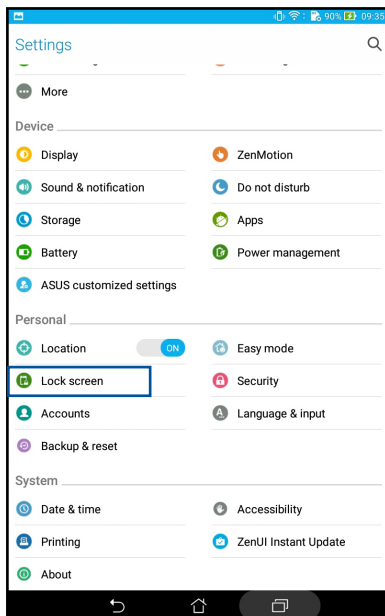 90% 09:35
Settings
More
Device
Display
ZenMotion
Sound & notification
Do not disturb
Storage
Apps
Battery
Power management
ASUS customized settings
Personal
Location ON
Easy mode
Lock screen
Security
Accounts
Language & input
Backup & reset
System
Date & time
Accessibility
Printing
ZenUI Instant Update
About